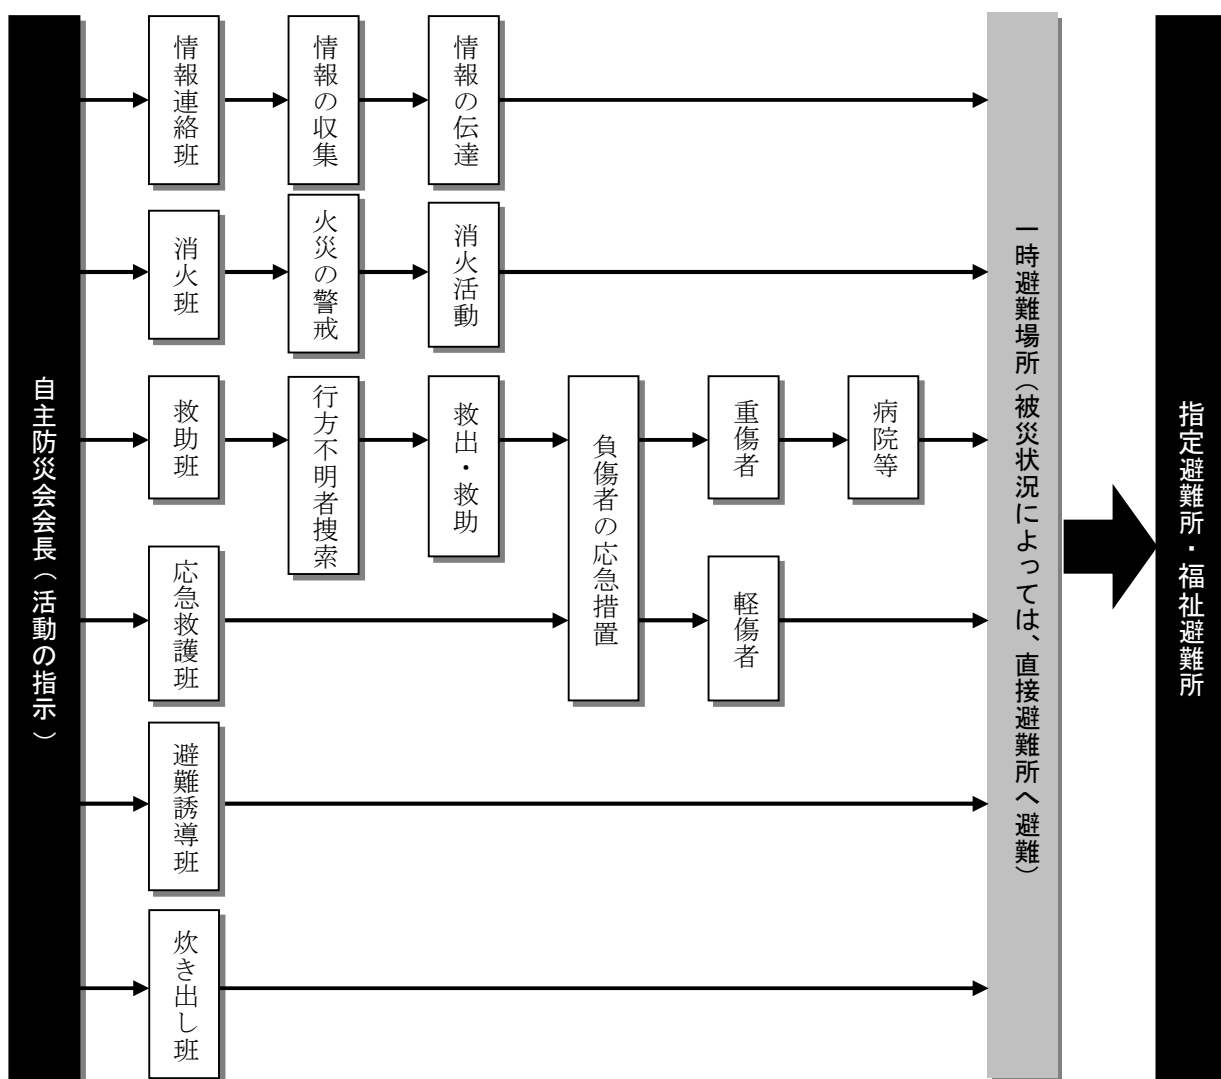 自主防災会会長（活動の指示）
情報連絡班
情報の収集
情報の伝達
消火班
火災の警戒
消火活動
救助班
行方不明者捜索
救出・救助
負傷者の応急措置
重傷者
病院等
応急救護班
軽傷者
避難誘導班
炊き出し班
一時避難場所（被災状況によっては、直接避難所へ避難）
指定避難所・福祉避難所